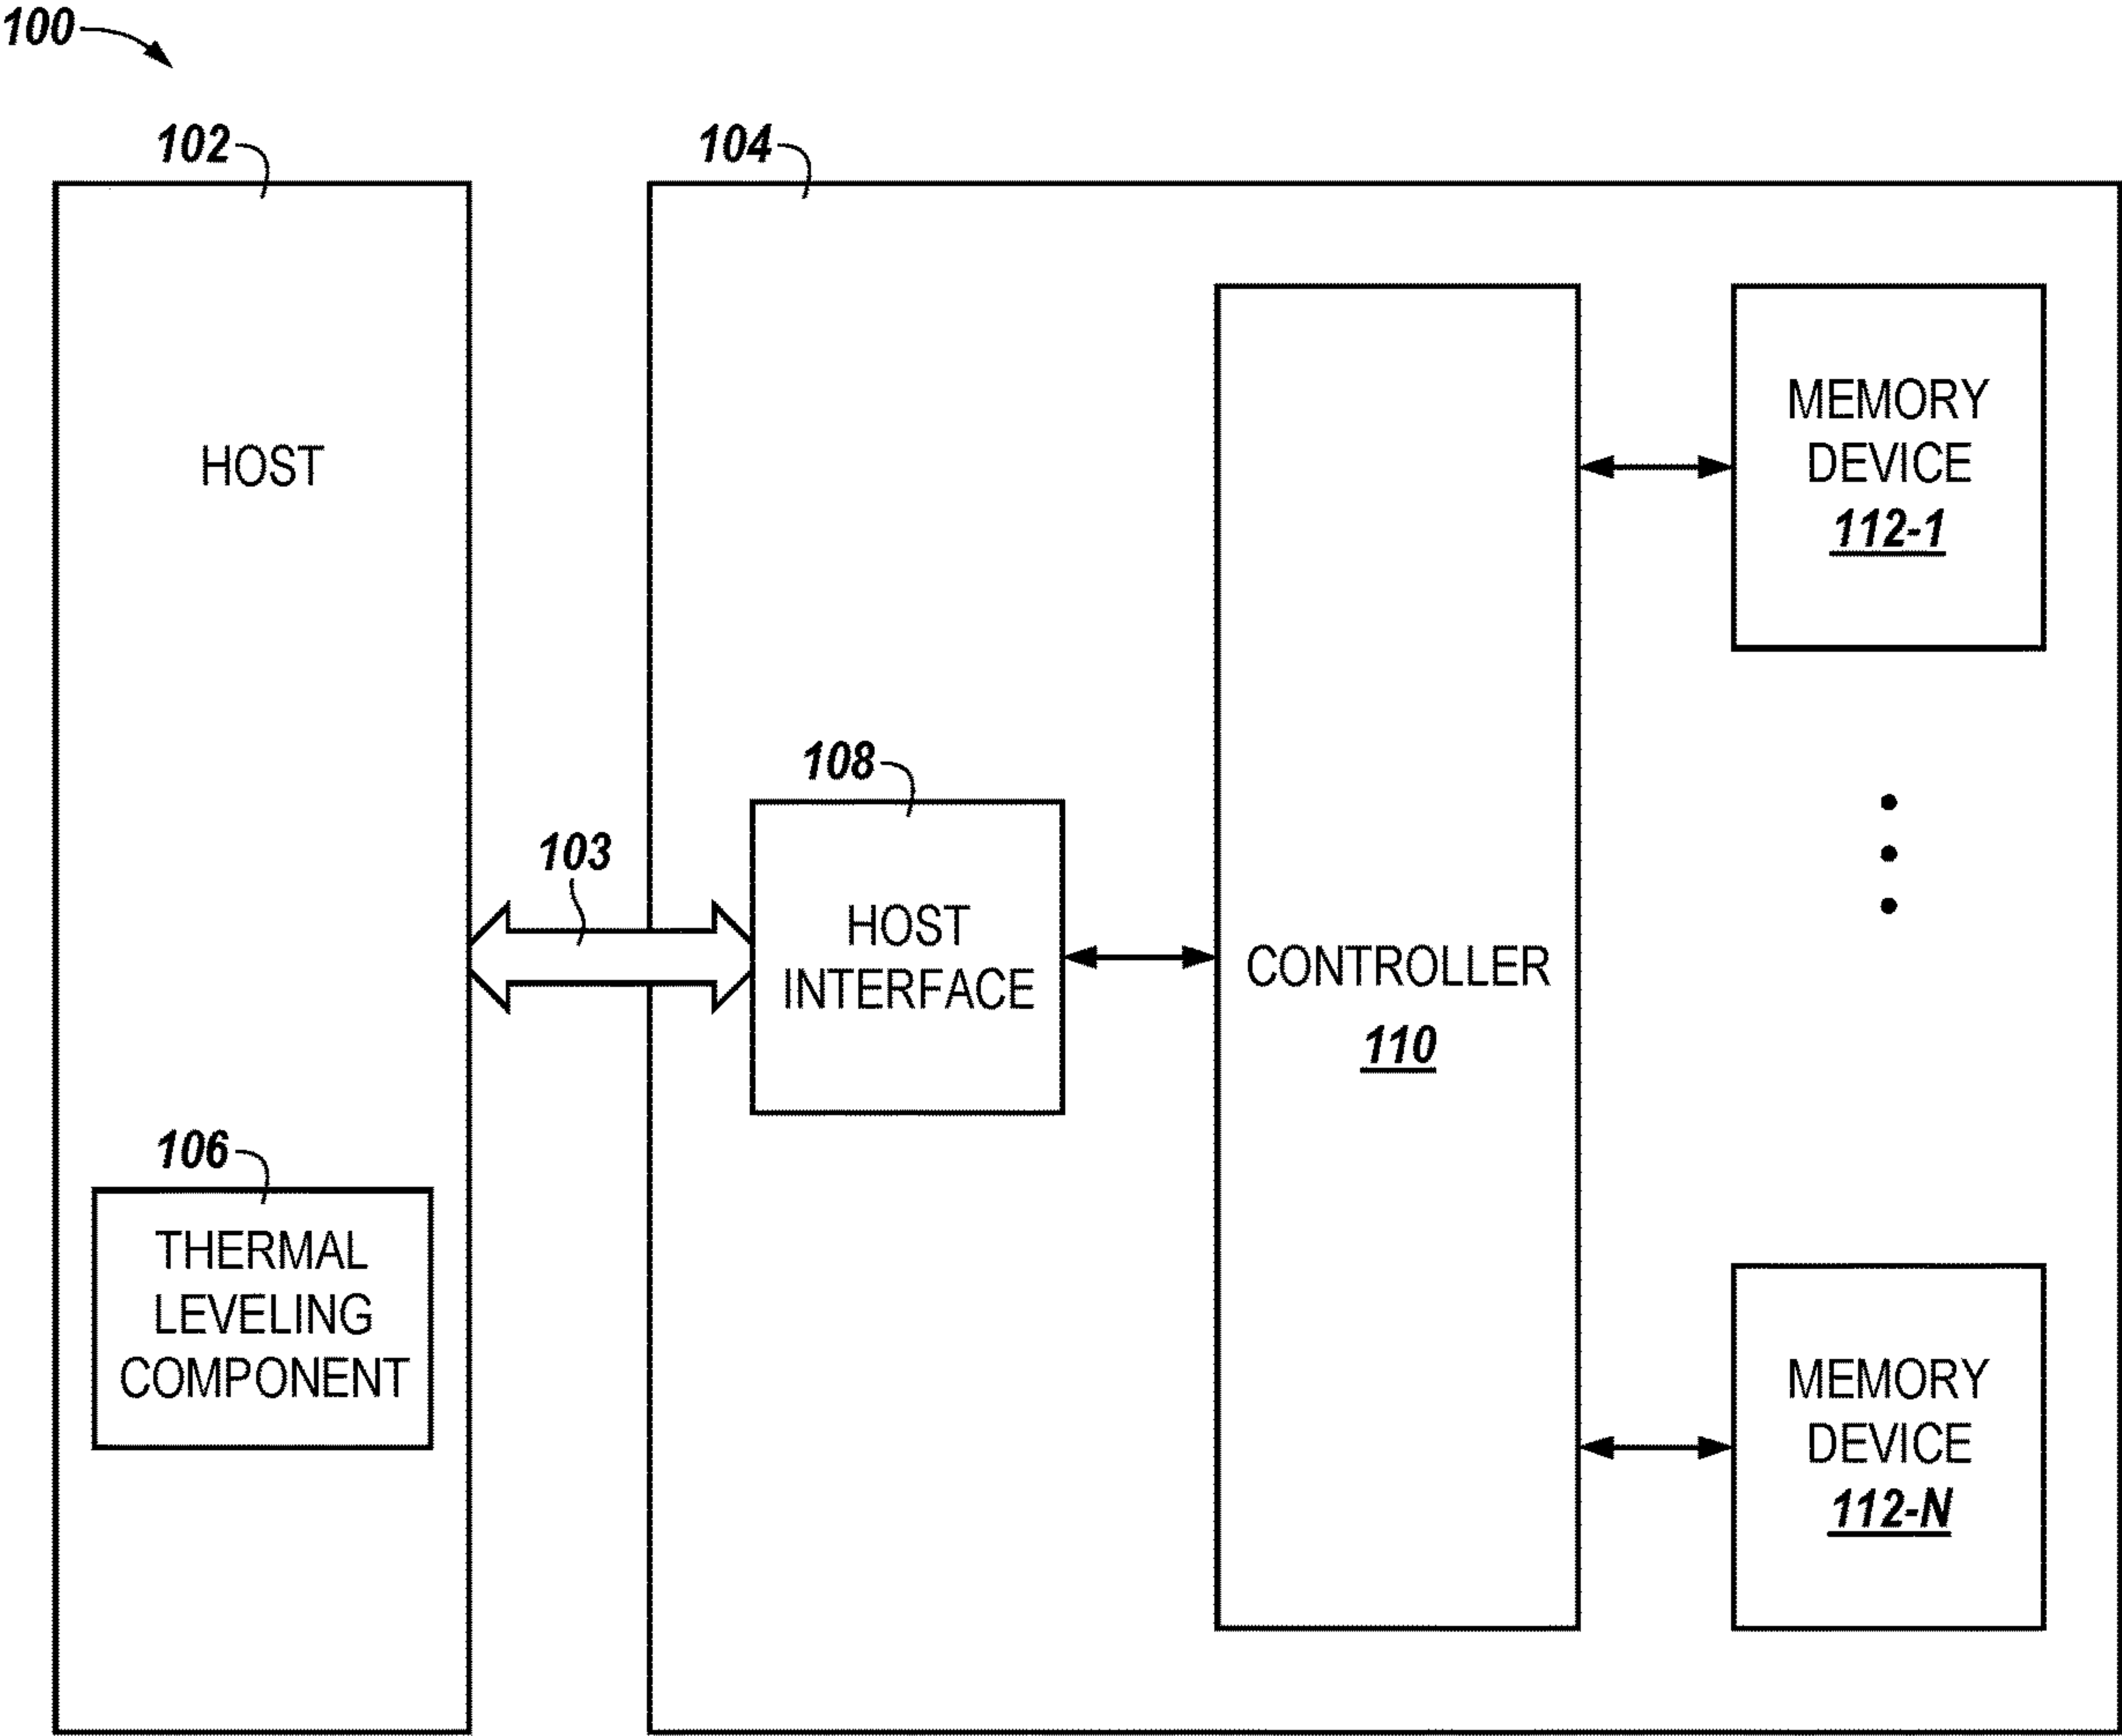 100
102
104
HOST
MEMORY
DEVICE
112-1
108
103
HOST
INTERFACE
CONTROLLER
110
106
THERMAL
LEVELING
COMPONENT
MEMORY
DEVICE
112-N